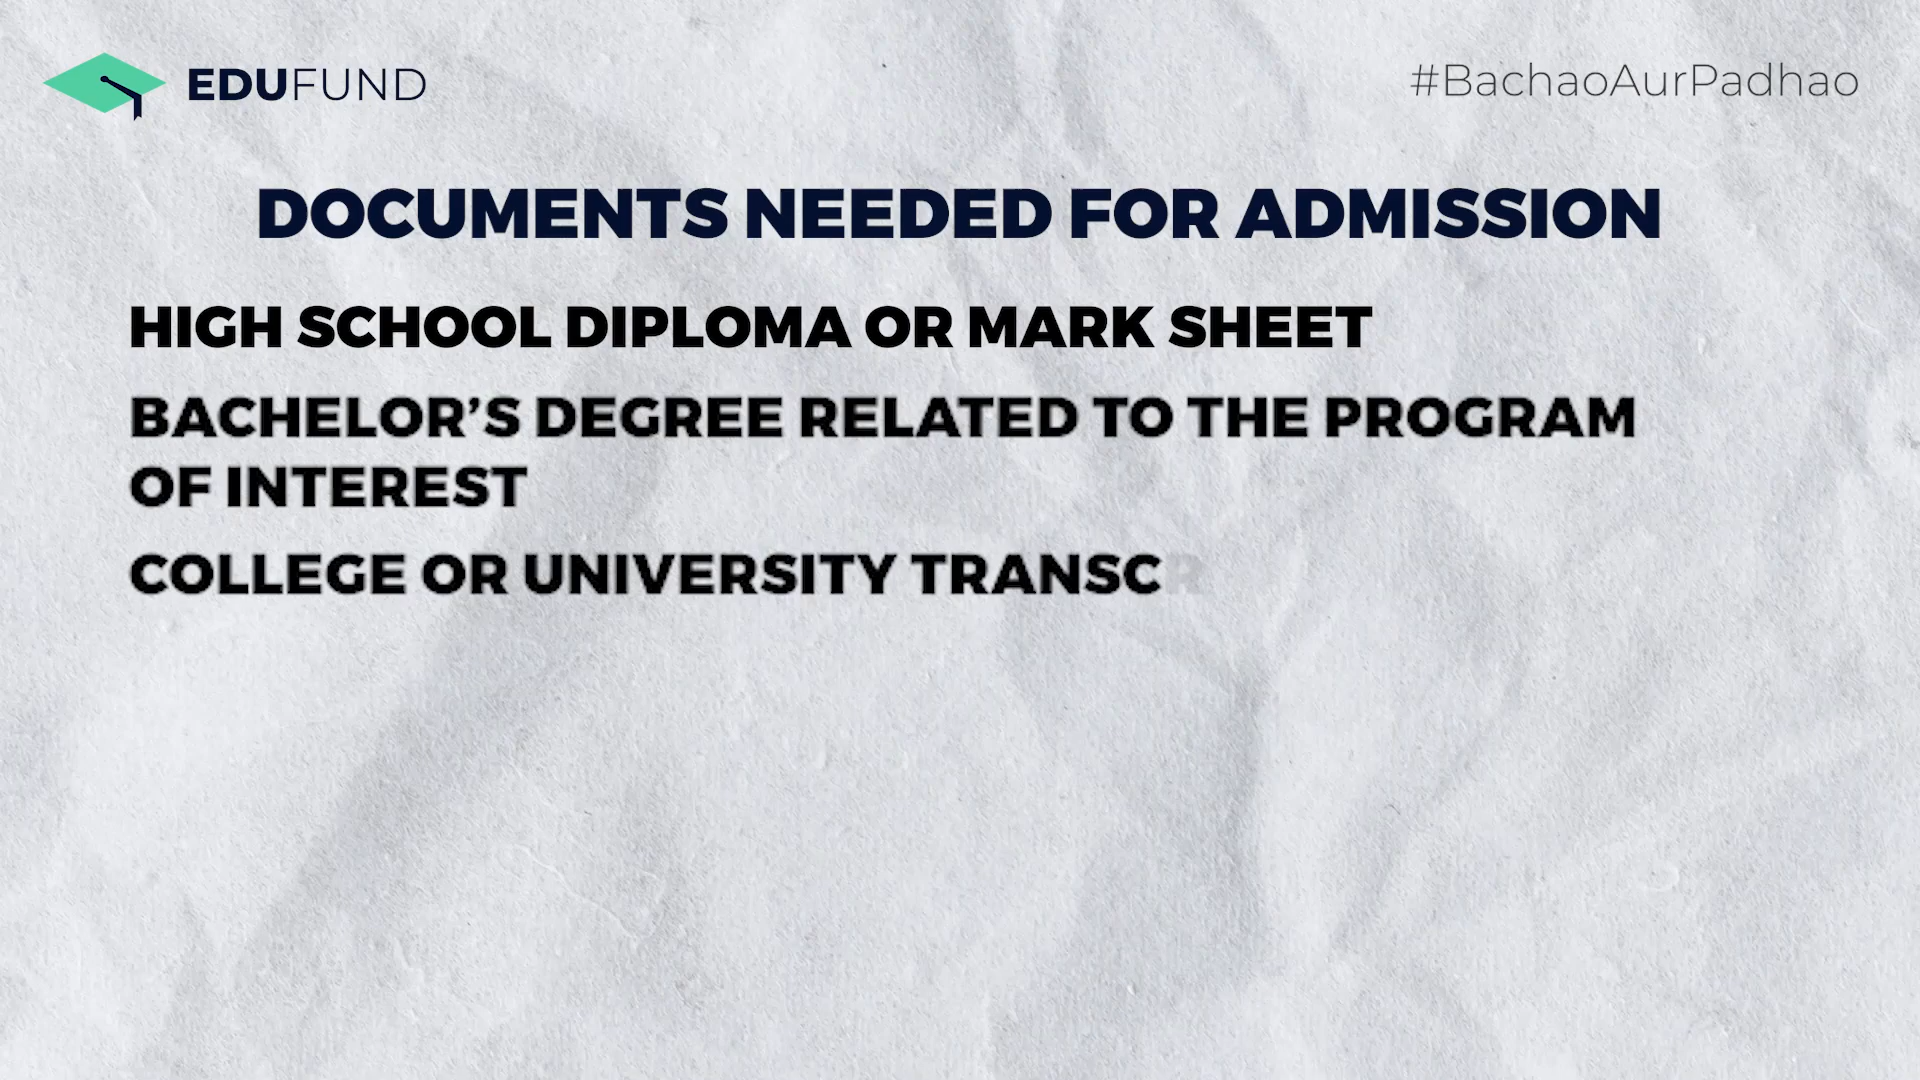 EDUFUND
#BachaoAurPadhao
DOCUMENTS NEEDED FOR ADMISSION
HIGH SCHOOL DIPLOMA OR MARK SHEET
BACHELOR’S DEGREE RELATED TO THE PROGRAM
OF INTEREST
COLLEGE OR UNIVERSITY TRANSCR